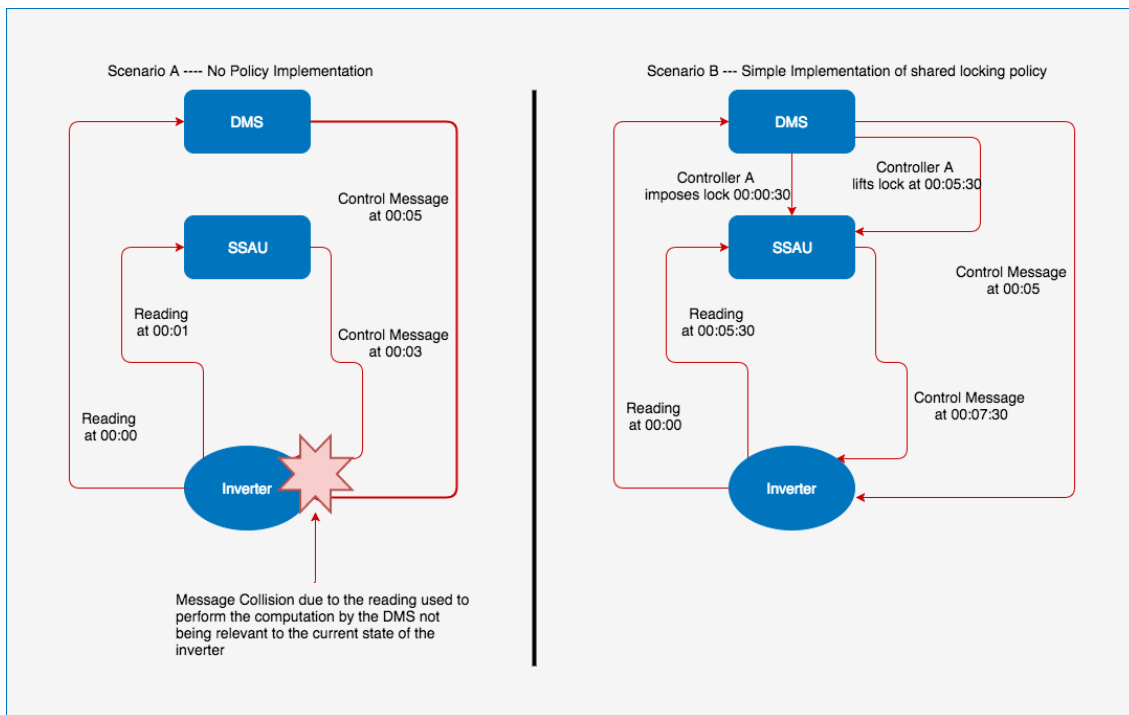 Scenario A ---- No Policy Implementation
DMS
Control Message
at 00:05
SSAU
Reading
at 00:01
Control Message
at 00:03
Reading
at 00:00
Inverter
Message Collision due to the reading used to
perform the computation by the DMS not
being relevant to the current state of the
inverter
Scenario B --- Simple Implementation of shared locking policy
DMS
Controller A
imposes lock 00:00:30
Controller A
lifts lock at 00:05:30
SSAU
Control Message
at 00:05
Reading
at 00:05:30
Reading
at 00:00
Control Message
at 00:07:30
Inverter